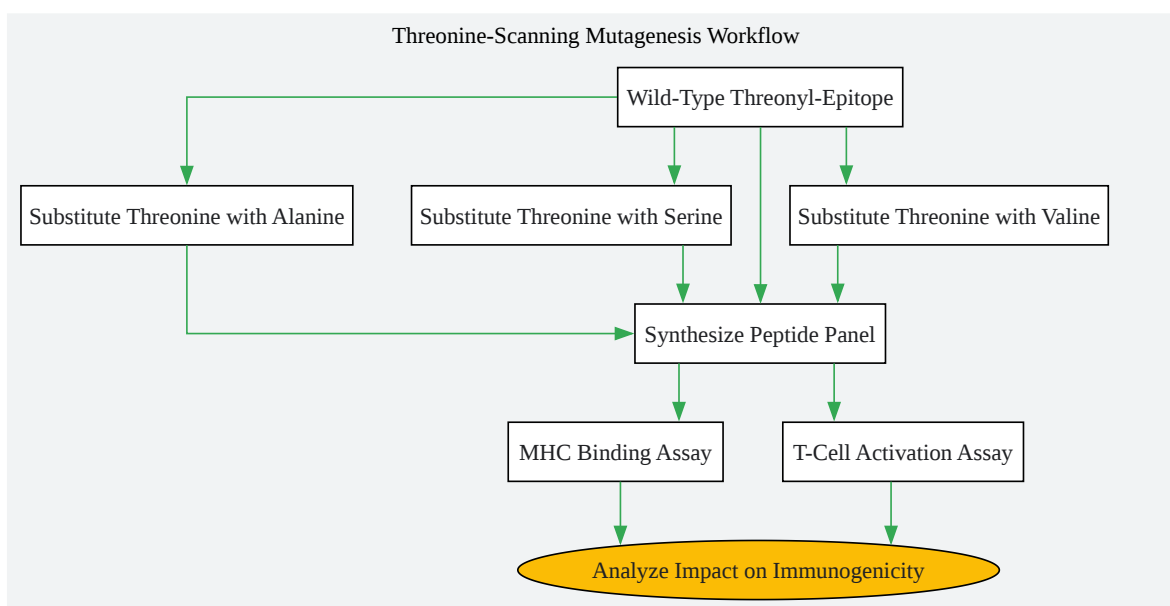 Threonine-Scanning Mutagenesis Workflow
Wild-Type Threonyl-Epitope
Substitute Threonine with Alanine
Substitute Threonine with Serine
Substitute Threonine with Valine
Synthesize Peptide Panel
MHC Binding Assay
T-Cell Activation Assay
Analyze Impact on Immunogenicity